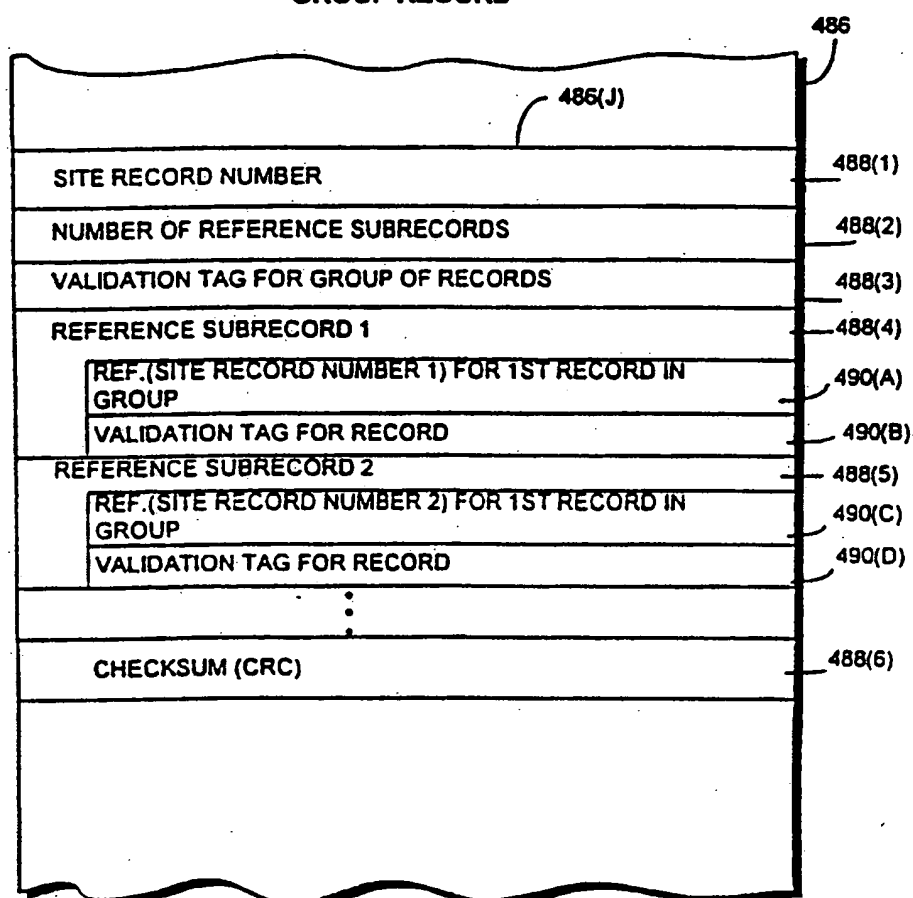 GROUP RECORD
486
486(J)
SITE RECORD NUMBER
488(1)
NUMBER OF REFERENCE SUBRECORDS
488(2)
VALIDATION TAG FOR GROUP OF RECORDS
488(3)
REFERENCE SUBRECORD 1
488(4)
REF.(SITE RECORD NUMBER 1) FOR 1ST RECORD IN
GROUP
490(A)
VALIDATION TAG FOR RECORD
490(B)
REFERENCE SUBRECORD 2
488(5)
REF.(SITE RECORD NUMBER 2) FOR 1ST RECORD IN
GROUP
490(C)
VALIDATION TAG FOR RECORD
490(D)
CHECKSUM (CRC)
488(6)